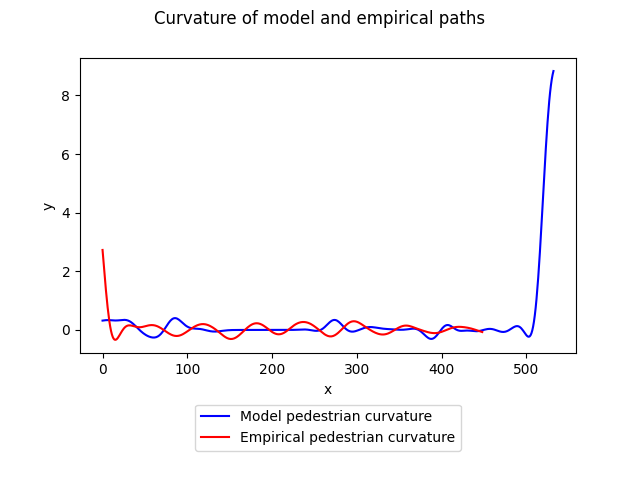 Curvature of model and empirical paths
8
6
4
2
0
y
0 100 200 300 400 500
x
Model pedestrian curvature
Empirical pedestrian curvature